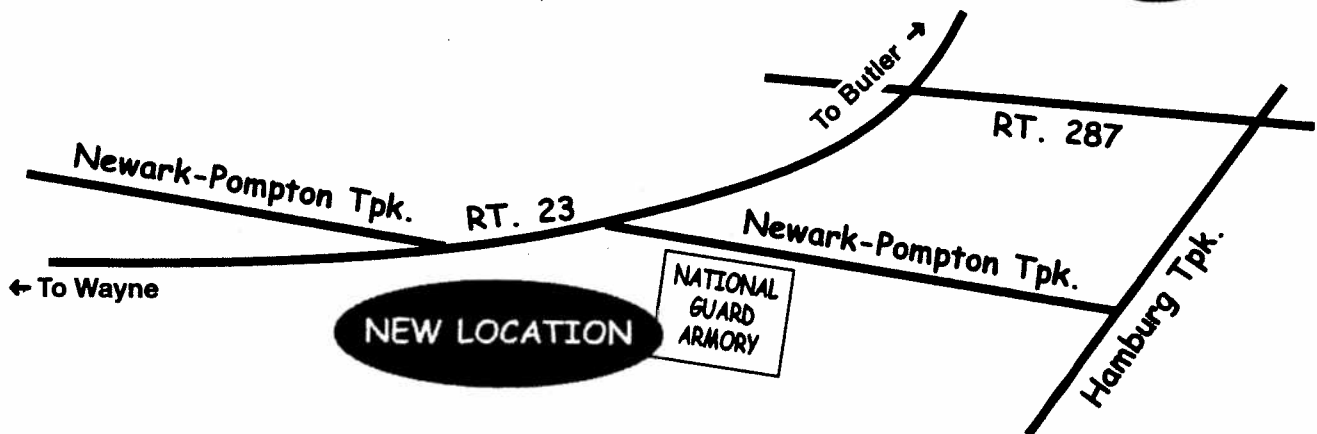 To Butler →
RT. 287
Newark-Pompton Tpk.
RT. 23
Newark-Pompton Tpk.
Hamburg Tpk.
← To Wayne
NATIONAL
GUARD
ARMORY
NEW LOCATION